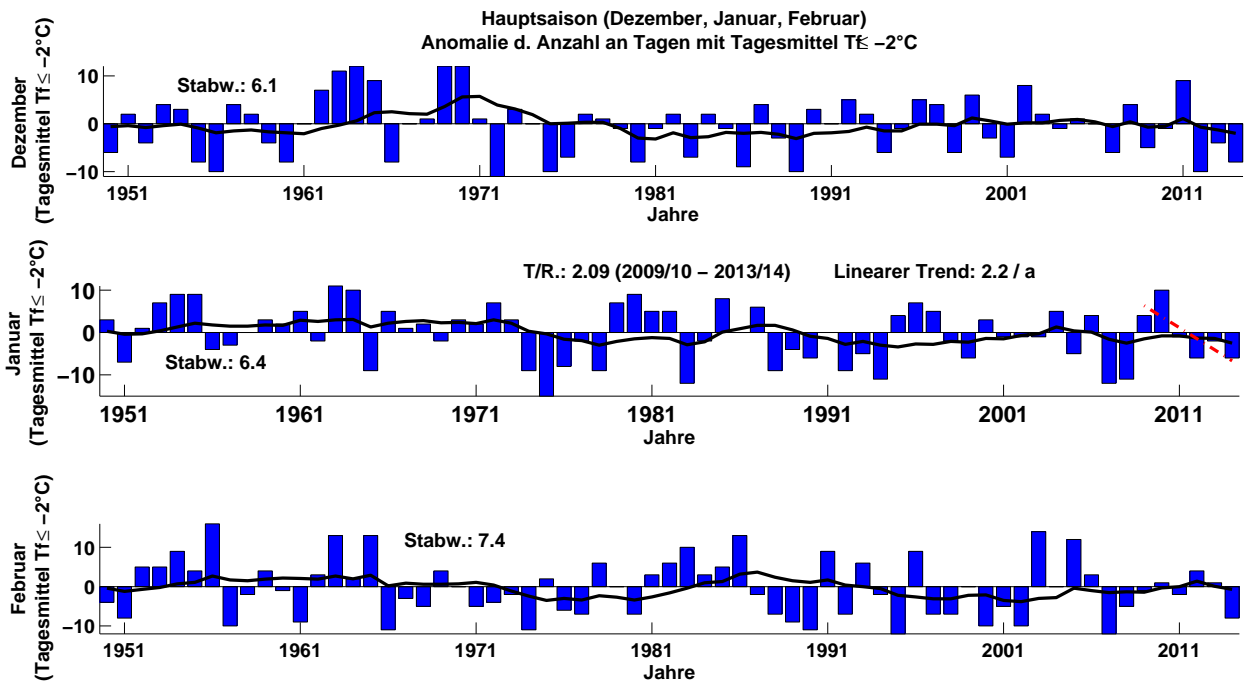 Hauptsaison (Dezember, Januar, Februar)
Anomalie d. Anzahl an Tagen mit Tagesmittel Tf≤ −2°C
Dezember
(Tagesmittel Tf ≤ −2°C)
Stabw.: 6.1
10
0
−10
1951 1961 1971 1981 1991 2001 2011
Jahre
Januar
(Tagesmittel Tf ≤ −2°C)
T/R.: 2.09 (2009/10 − 2013/14) Linearer Trend: 2.2 / a
Stabw.: 6.4
10
0
−10
1951 1961 1971 1981 1991 2001 2011
Jahre
Februar
(Tagesmittel Tf ≤ −2°C)
Stabw.: 7.4
10
0
−10
1951 1961 1971 1981 1991 2001 2011
Jahre